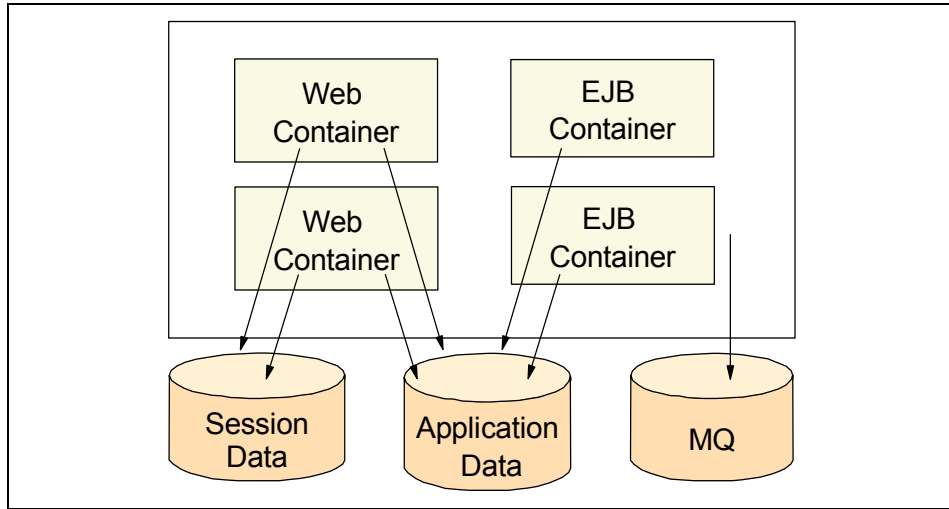 Web
Container
EJB
Container
Web
Container
EJB
Container
Session
Data
Application
Data
MQ